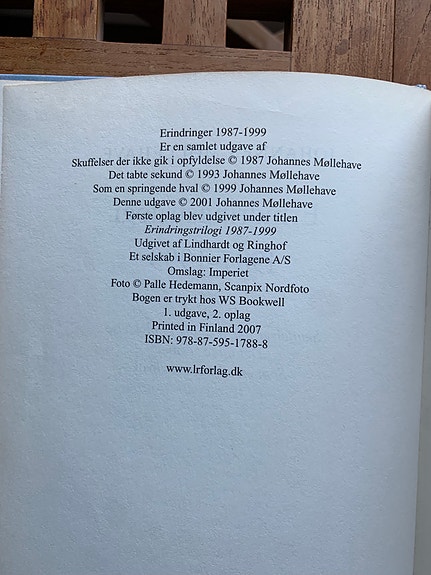 Erindringer 1987-1999
Er en samlet udgave af
Skuffelser der ikke gik i opfyldelse © 1987 Johannes Møllehave
Det tabte sekund © 1993 Johannes Møllehave
Som en springende hval © 1999 Johannes Møllehave
Denne udgave © 2001 Johannes Møllehave
Første oplag blev udgivet under titlen
Erindringstrilogi 1987-1999
Udgivet af Lindhardt og Ringhof
Et selskab i Bonnier Forlagene A/S
Omslag: Imperiet
Foto © Palle Hedemann, Scanpix Nordfoto
Bogen er trykt hos WS Bookwell
1. udgave, 2. oplag
Printed in Finland 2007
ISBN: 978-87-595-1788-8
www.lrforlag.dk